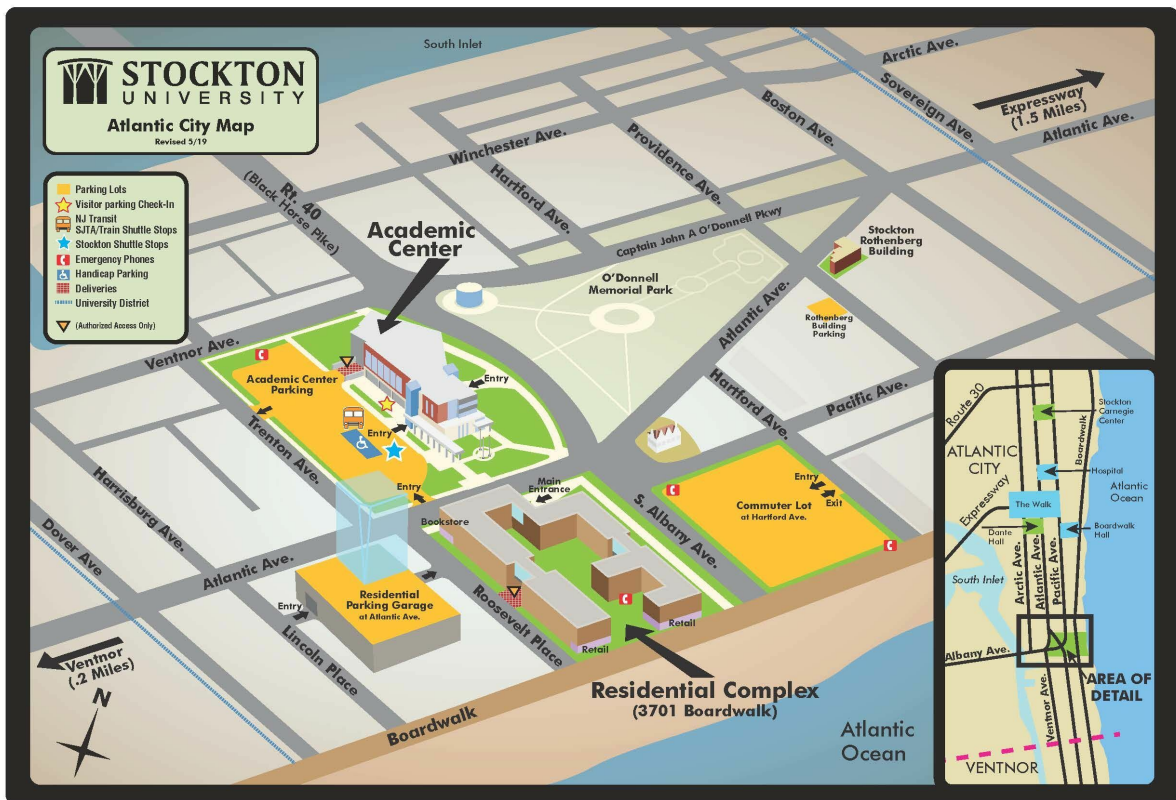 STOCKTON
UNIVERSITY
Atlantic City Map
Revised 5/19
Parking Lots
Visitor parking Check-In
NJ Transit
SJTA/Train Shuttle Stops
Stockton Shuttle Stops
Emergency Phones
Handicap Parking
Deliveries
University District
(Authorized Access Only)
South Inlet
Arctic Ave.
Sovereign Ave.
Expressway
(1.5 Miles)
Atlantic Ave.
Boston Ave.
Providence Ave.
Winchester Ave.
Hartford Ave.
Rt. 40
(Black Horse Pike)
Captain John A O'Donnell Pkwy
Academic
Center
O'Donnell
Memorial Park
Stockton
Rothenberg
Building
Atlantic Ave.
Rothenberg
Building
Parking
Ventnor Ave.
Academic Center
Parking
Entry
Entry
Entry
Hartford Ave.
Pacific Ave.
Trenton Ave.
Harrisburg Ave.
Dover Ave
Main
Entrance
Bookstore
S. Albany Ave.
Commuter Lot
at Hartford Ave.
Entry
Exit
Atlantic Ave.
Residential
Parking Garage
at Atlantic Ave.
Entry
Lincoln Place
Roosevelt Place
Retail
Retail
Ventnor
(.2 Miles)
N
Residential Complex
(3701 Boardwalk)
Boardwalk
Atlantic
Ocean
Route 30
Stockton
Carnegie
Center
Boardwalk
ATLANTIC
CITY
Hospital
Atlantic
Ocean
Expressway
The Walk
Dante
Hall
Boardwalk
Hall
Arctic Ave.
Atlantic Ave.
Pacific Ave.
South Inlet
Albany Ave.
AREA OF
DETAIL
Ventnor Ave.
VENTNOR